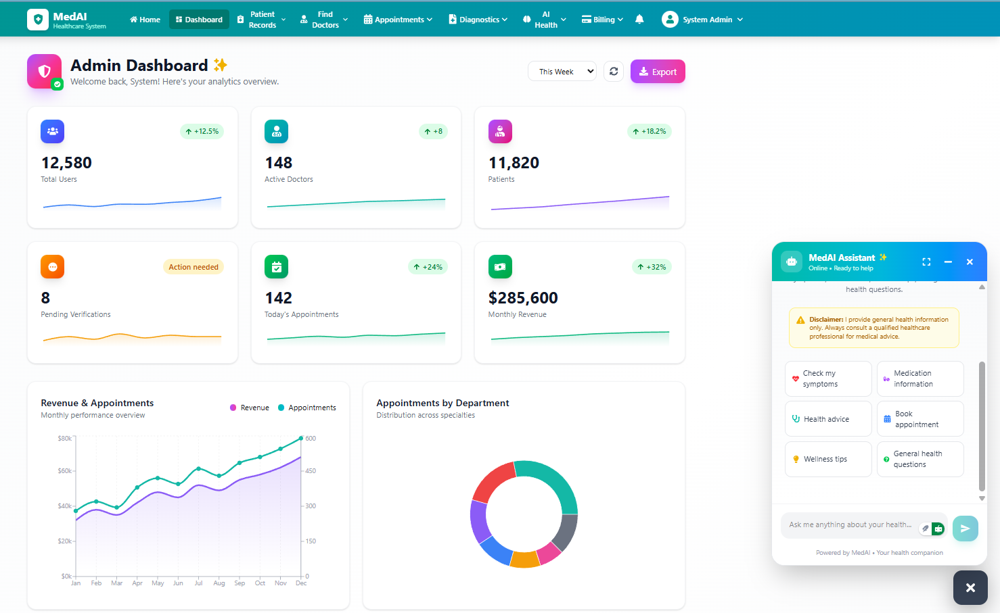 MedAI
Healthcare System
Home
Dashboard
Patient
Records
Find
Doctors
Appointments
Diagnostics
AI
Health
Billing
System Admin
Admin Dashboard
Welcome back, System! Here's your analytics overview.
This Week
Export
+12.5%
12,580
Total Users
+8
148
Active Doctors
+18.2%
11,820
Patients
Action needed
8
Pending Verifications
+24%
142
Today's Appointments
+32%
$285,600
Monthly Revenue
Revenue & Appointments
Monthly performance overview
Revenue
Appointments
$80k
$60k
$40k
$20k
$0k
600
450
300
150
0
Jan Feb Mar Apr May Jun Jul Aug Sep Oct Nov Dec
Appointments by Department
Distribution across specialties
MedAI Assistant
Online • Ready to help
health questions.
Disclaimer: I provide general health information
only. Always consult a qualified healthcare
professional for medical advice.
Check my
symptoms
Medication
information
Health advice
Book
appointment
Wellness tips
General health
questions
Ask me anything about your health...
Powered by MedAI • Your health companion